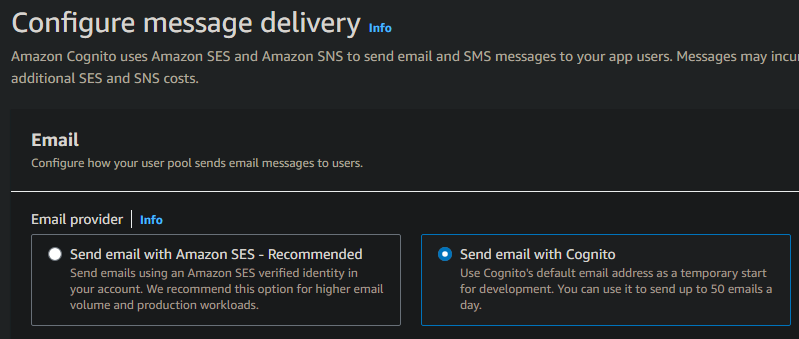 Configure message delivery Info
Amazon Cognito uses Amazon SES and Amazon SNS to send email and SMS messages to your app users. Messages may
additional SES and SNS costs.
Email
Configure how your user pool sends email messages to users.
Email provider Info
Send email with Amazon SES - Recommended
Send emails using an Amazon SES verified identity in
your account. We recommend this option for higher email
volume and production workloads.
Send email with Cognito
Use Cognito's default email address as a temporary start
for development. You can use it to send up to 50 emails a
day.